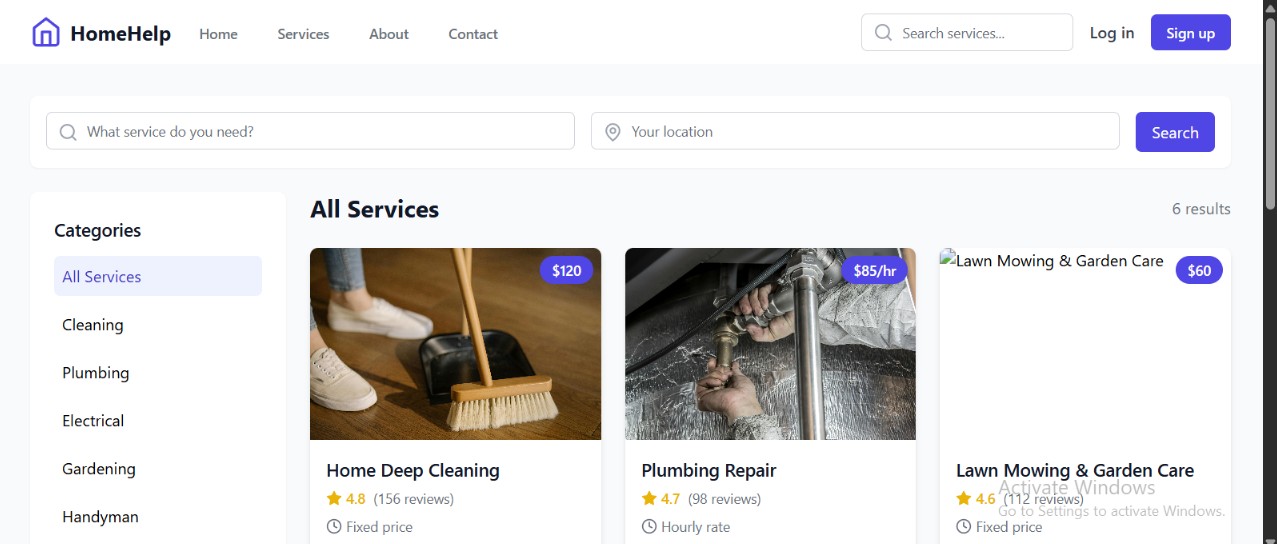 HomeHelp Home Services About Contact Search services... Log in Sign up
What service do you need? Your location Search
Categories
All Services
Cleaning
Plumbing
Electrical
Gardening
Handyman
All Services 6 results
$120
Home Deep Cleaning
4.8 (156 reviews)
Fixed price
$85/hr
Plumbing Repair
4.7 (98 reviews)
Hourly rate
Lawn Mowing & Garden Care $60
Lawn Mowing & Garden Care
4.6 (112 reviews)
Fixed price
Activate Windows
Go to Settings to activate Windows.